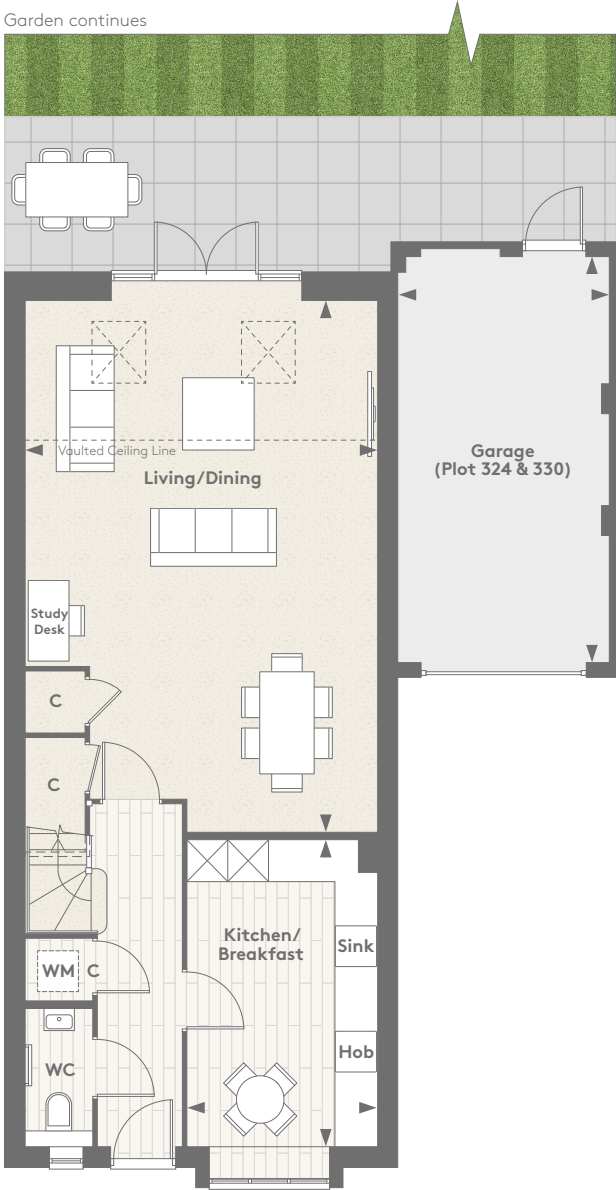 Garden continues
Vaulted Ceiling Line
Living/Dining
Garage
(Plot 324 & 330)
Study
Desk
C
C
Kitchen/
Breakfast
Sink
WM C
Hob
WC